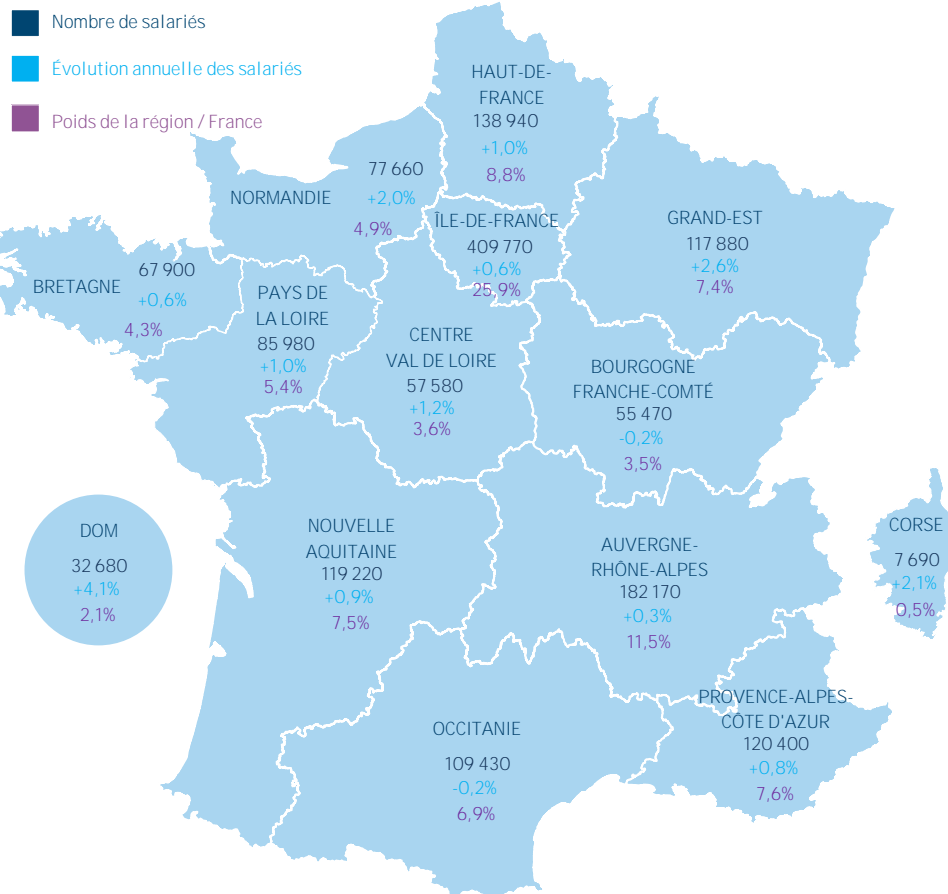 Nombre de salariés
Évolution annuelle des salariés
Poids de la région / France
HAUT-DE-
FRANCE
138 940
+1,0%
8,8%
NORMANDIE
77 660
+2,0%
4,9%
ÎLE-DE-FRANCE
409 770
+0,6%
25,9%
GRAND-EST
117 880
+2,6%
7,4%
BRETAGNE
67 900
+0,6%
4,3%
PAYS DE
LA LOIRE
85 980
+1,0%
5,4%
CENTRE
VAL DE LOIRE
57 580
+1,2%
3,6%
BOURGOGNE
FRANCHE-COMTÉ
55 470
-0,2%
3,5%
DOM
32 680
+4,1%
2,1%
NOUVELLE
AQUITAINE
119 220
+0,9%
7,5%
AUVERGNE-
RHÔNE-ALPES
182 170
+0,3%
11,5%
CORSE
7 690
+2,1%
0,5%
OCCITANIE
109 430
-0,2%
6,9%
PROVENCE-ALPES-
CÔTE D'AZUR
120 400
+0,8%
7,6%